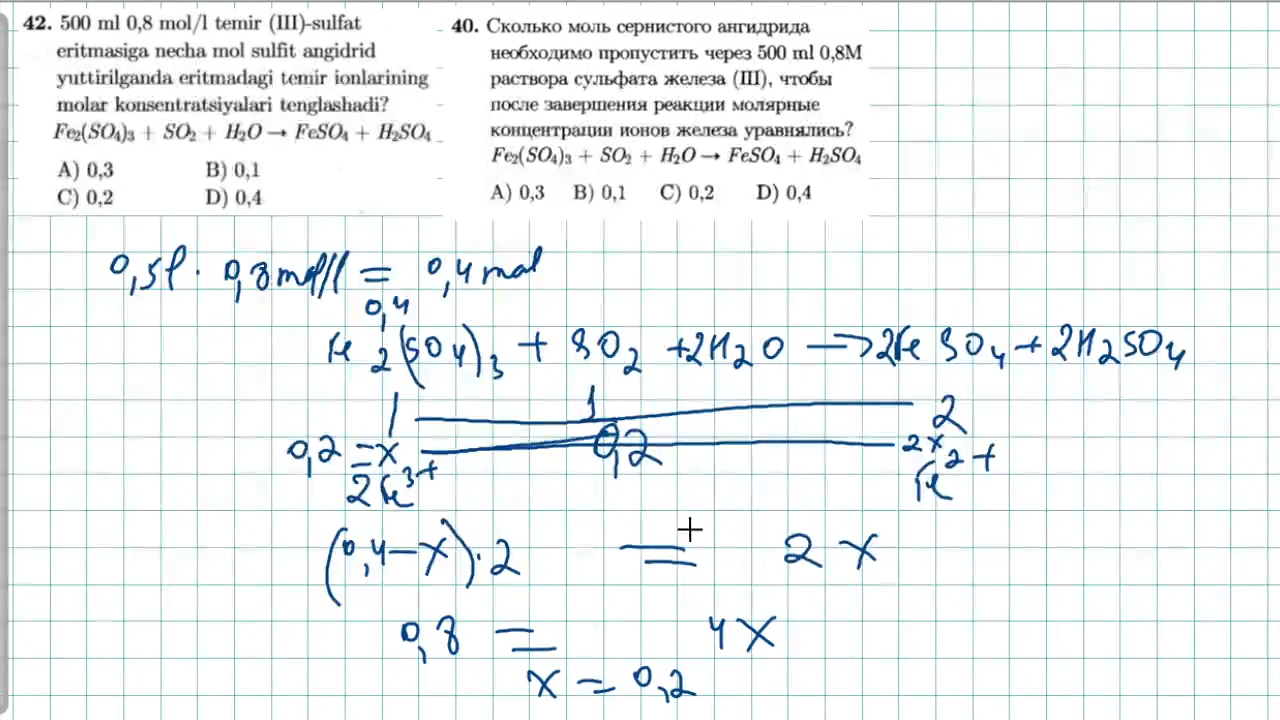 42. 500 ml 0,8 mol/l temir (III)-sulfat
eritmasiga necha mol sulfit angidrid
yuttirilganda eritmadagi temir ionlarining
molar konsentratsiyalari tenglashadi?
Fe₂(SO₄)₃ + SO₂ + H₂O → FeSO₄ + H₂SO₄
A) 0,3 B) 0,1
C) 0,2 D) 0,4
40. Сколько моль сернистого ангидрида
необходимо пропустить через 500 ml 0,8M
раствора сульфата железа (III), чтобы
после завершения реакции молярные
концентрации ионов железа уравнялись?
Fe₂(SO₄)₃ + SO₂ + H₂O → FeSO₄ + H₂SO₄
A) 0,3 B) 0,1 C) 0,2 D) 0,4
0,5l · 0,8mol/l = 0,4mol
0,4
Fe₂(SO₄)₃ + SO₂ + 2H₂O → 2FeSO₄ + 2H₂SO₄
1 1 2
0,2 = x 0,2 2x
2Fe³⁺ Fe²⁺
(0,4 – x) · 2 = 2x
0,8 = 4x
x = 0,2